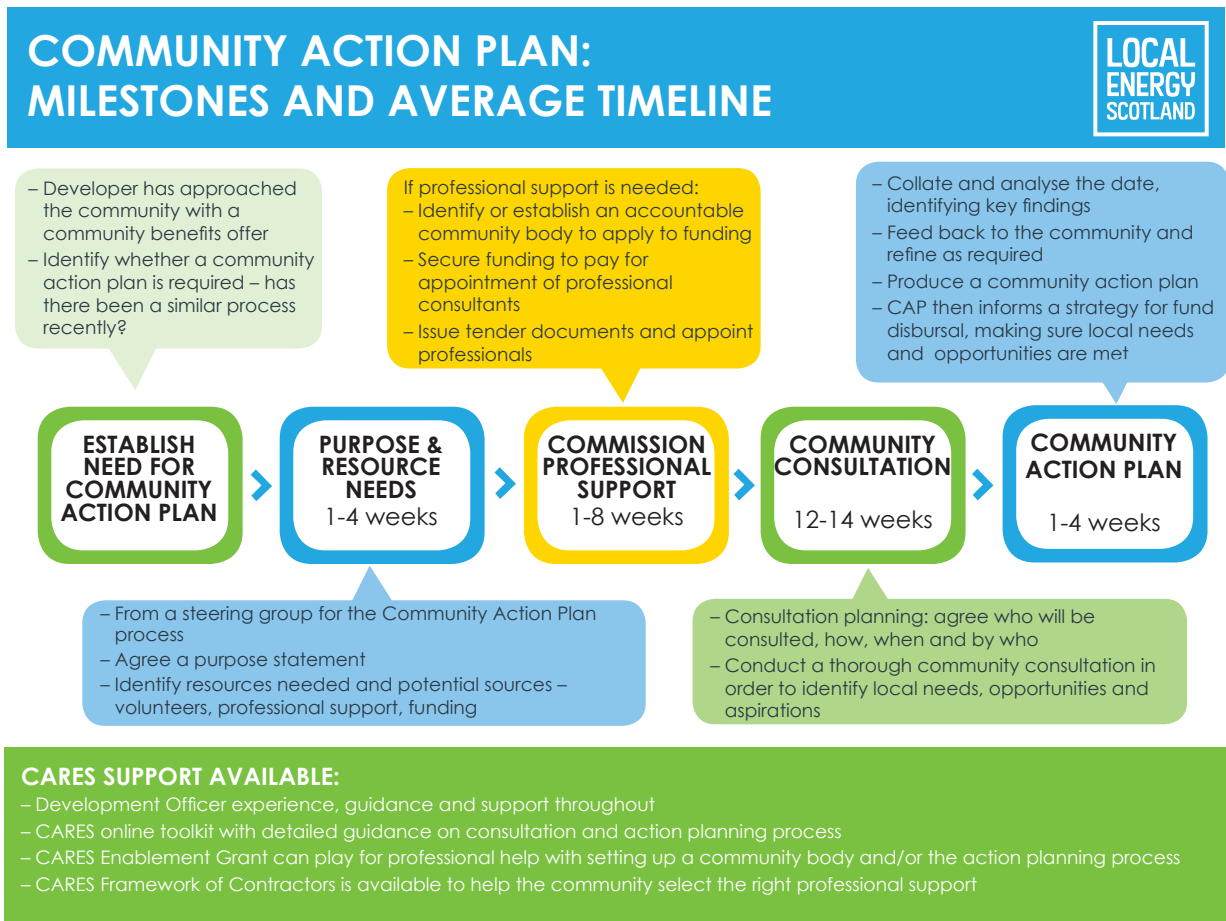 COMMUNITY ACTION PLAN:
MILESTONES AND AVERAGE TIMELINE
LOCAL
ENERGY
SCOTLAND
– Developer has approached
the community with a
community benefits offer
– Identify whether a community
action plan is required – has
there been a similar process
recently?
If professional support is needed:
– Identify or establish an accountable
community body to apply to funding
– Secure funding to pay for
appointment of professional
consultants
– Issue tender documents and appoint
professionals
– Collate and analyse the date,
identifying key findings
– Feed back to the community and
refine as required
– Produce a community action plan
– CAP then informs a strategy for fund
disbursal, making sure local needs
and opportunities are met
ESTABLISH
NEED FOR
COMMUNITY
ACTION PLAN
PURPOSE &
RESOURCE
NEEDS
1-4 weeks
COMMISSION
PROFESSIONAL
SUPPORT
1-8 weeks
COMMUNITY
CONSULTATION
12-14 weeks
COMMUNITY
ACTION PLAN
1-4 weeks
– From a steering group for the Community Action Plan
process
– Agree a purpose statement
– Identify resources needed and potential sources –
volunteers, professional support, funding
– Consultation planning: agree who will be
consulted, how, when and by who
– Conduct a thorough community consultation in
order to identify local needs, opportunities and
aspirations
CARES SUPPORT AVAILABLE:
– Development Officer experience, guidance and support throughout
– CARES online toolkit with detailed guidance on consultation and action planning process
– CARES Enablement Grant can play for professional help with setting up a community body and/or the action planning process
– CARES Framework of Contractors is available to help the community select the right professional support